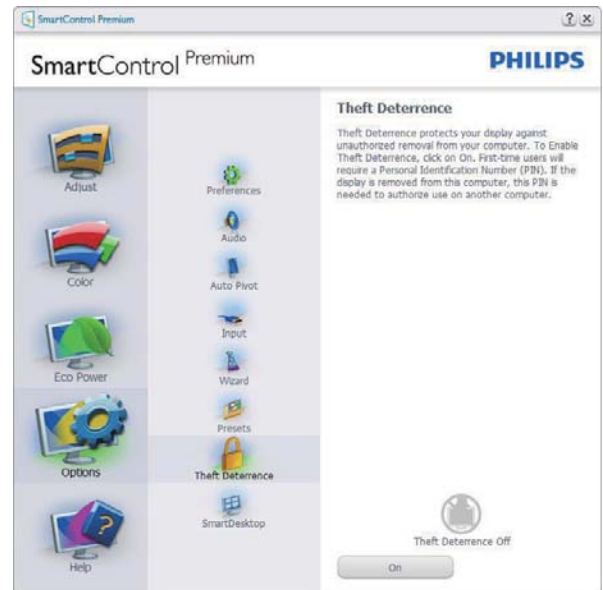 SmartControl Premium
? x
SmartControl Premium
PHILIPS
Adjust
Color
Eco Power
Options
Help
Preferences
Audio
Auto Pivot
Input
Wizard
Presets
Theft Deterrence
SmartDesktop
Theft Deterrence
Theft Deterrence protects your display against
unauthorized removal from your computer. To Enable
Theft Deterrence, click on On. First-time users will
require a Personal Identification Number (PIN). If the
display is removed from this computer, this PIN is
needed to authorize use on another computer.
Theft Deterrence Off
On